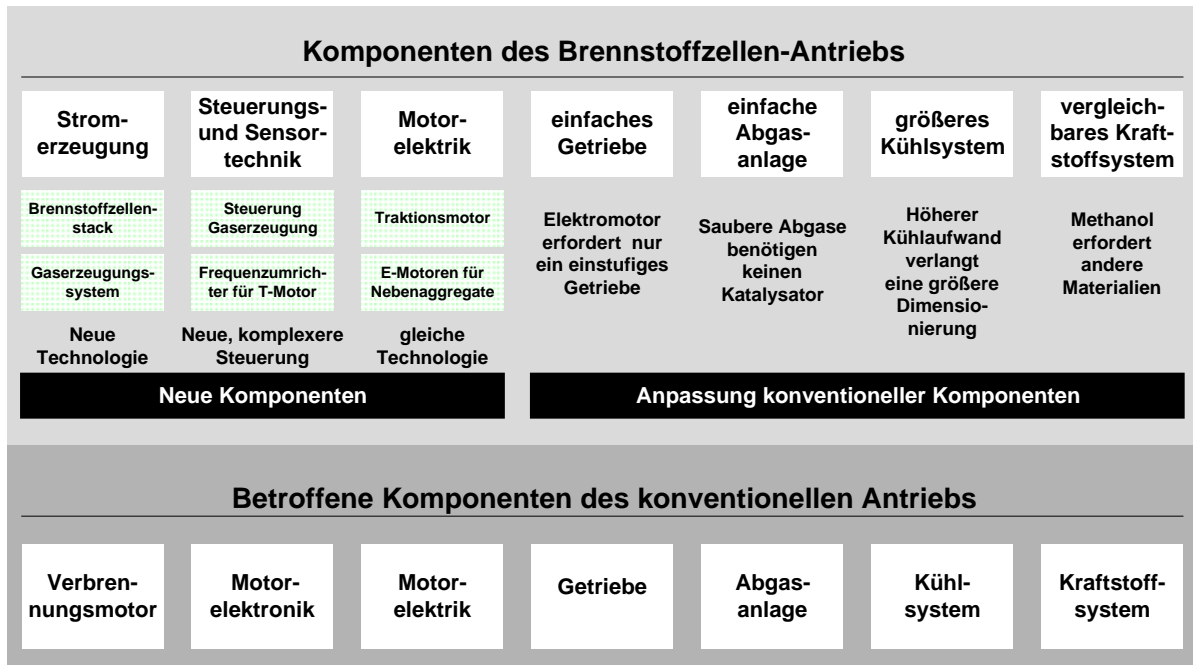 Komponenten des Brennstoffzellen-Antriebs
Strom-
erzeugung
Steuerungs-
und Sensor-
technik
Motor-
elektrik
einfaches
Getriebe
einfache
Abgas-
anlage
größeres
Kühlsystem
vergleich-
bares Kraft-
stoffsystem
Brennstoffzellen-
stack
Gaserzeugungs-
system
Neue
Technologie
Steuerung
Gaserzeugung
Frequenzumrich-
ter für T-Motor
Neue, komplexere
Steuerung
Traktionsmotor
E-Motoren für
Nebenaggregate
gleiche
Technologie
Elektromotor
erfordert nur
ein einstufiges
Getriebe
Saubere Abgase
benötigen
keinen
Katalysator
Höherer
Kühlaufwand
verlangt
eine größere
Dimensio-
nierung
Methanol
erfordert
andere
Materialien
Neue Komponenten
Anpassung konventioneller Komponenten
Betroffene Komponenten des konventionellen Antriebs
Verbren-
nungsmotor
Motor-
elektronik
Motor-
elektrik
Getriebe
Abgas-
anlage
Kühl-
system
Kraftstoff-
system